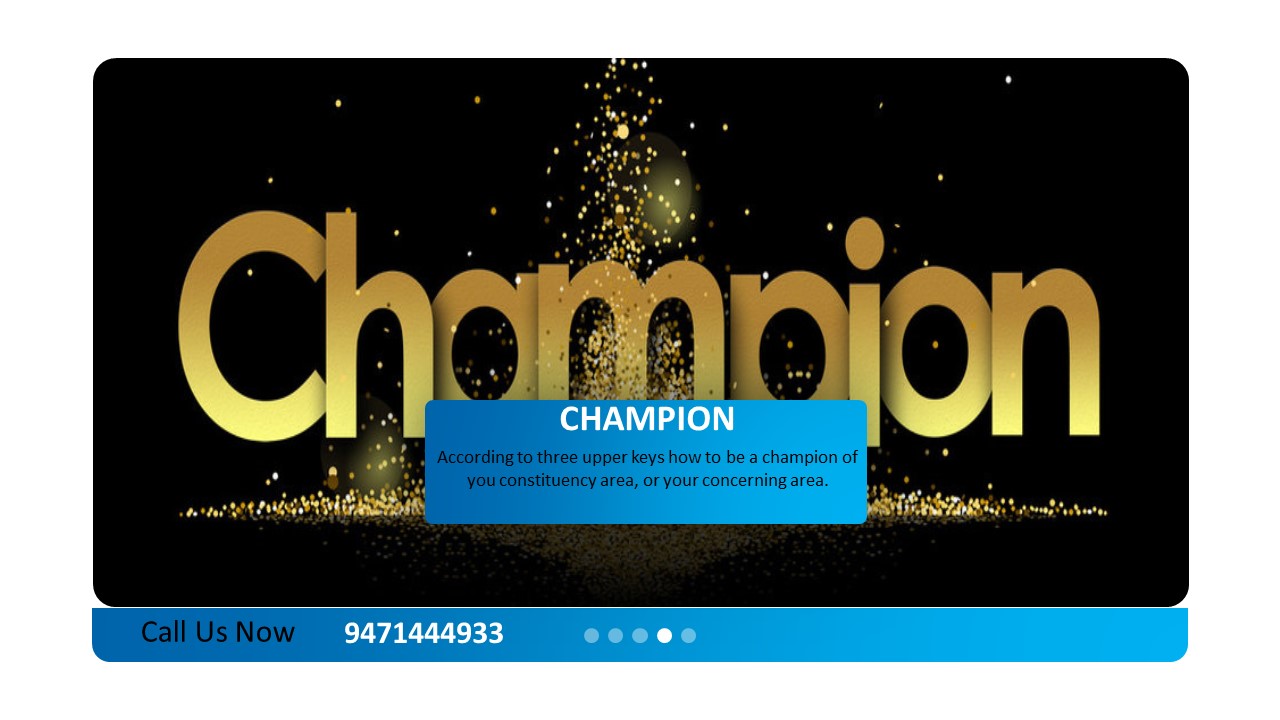 Champion
CHAMPION
According to three upper keys how to be a champion of
you constituency area, or your concerning area.
Call Us Now 9471444933